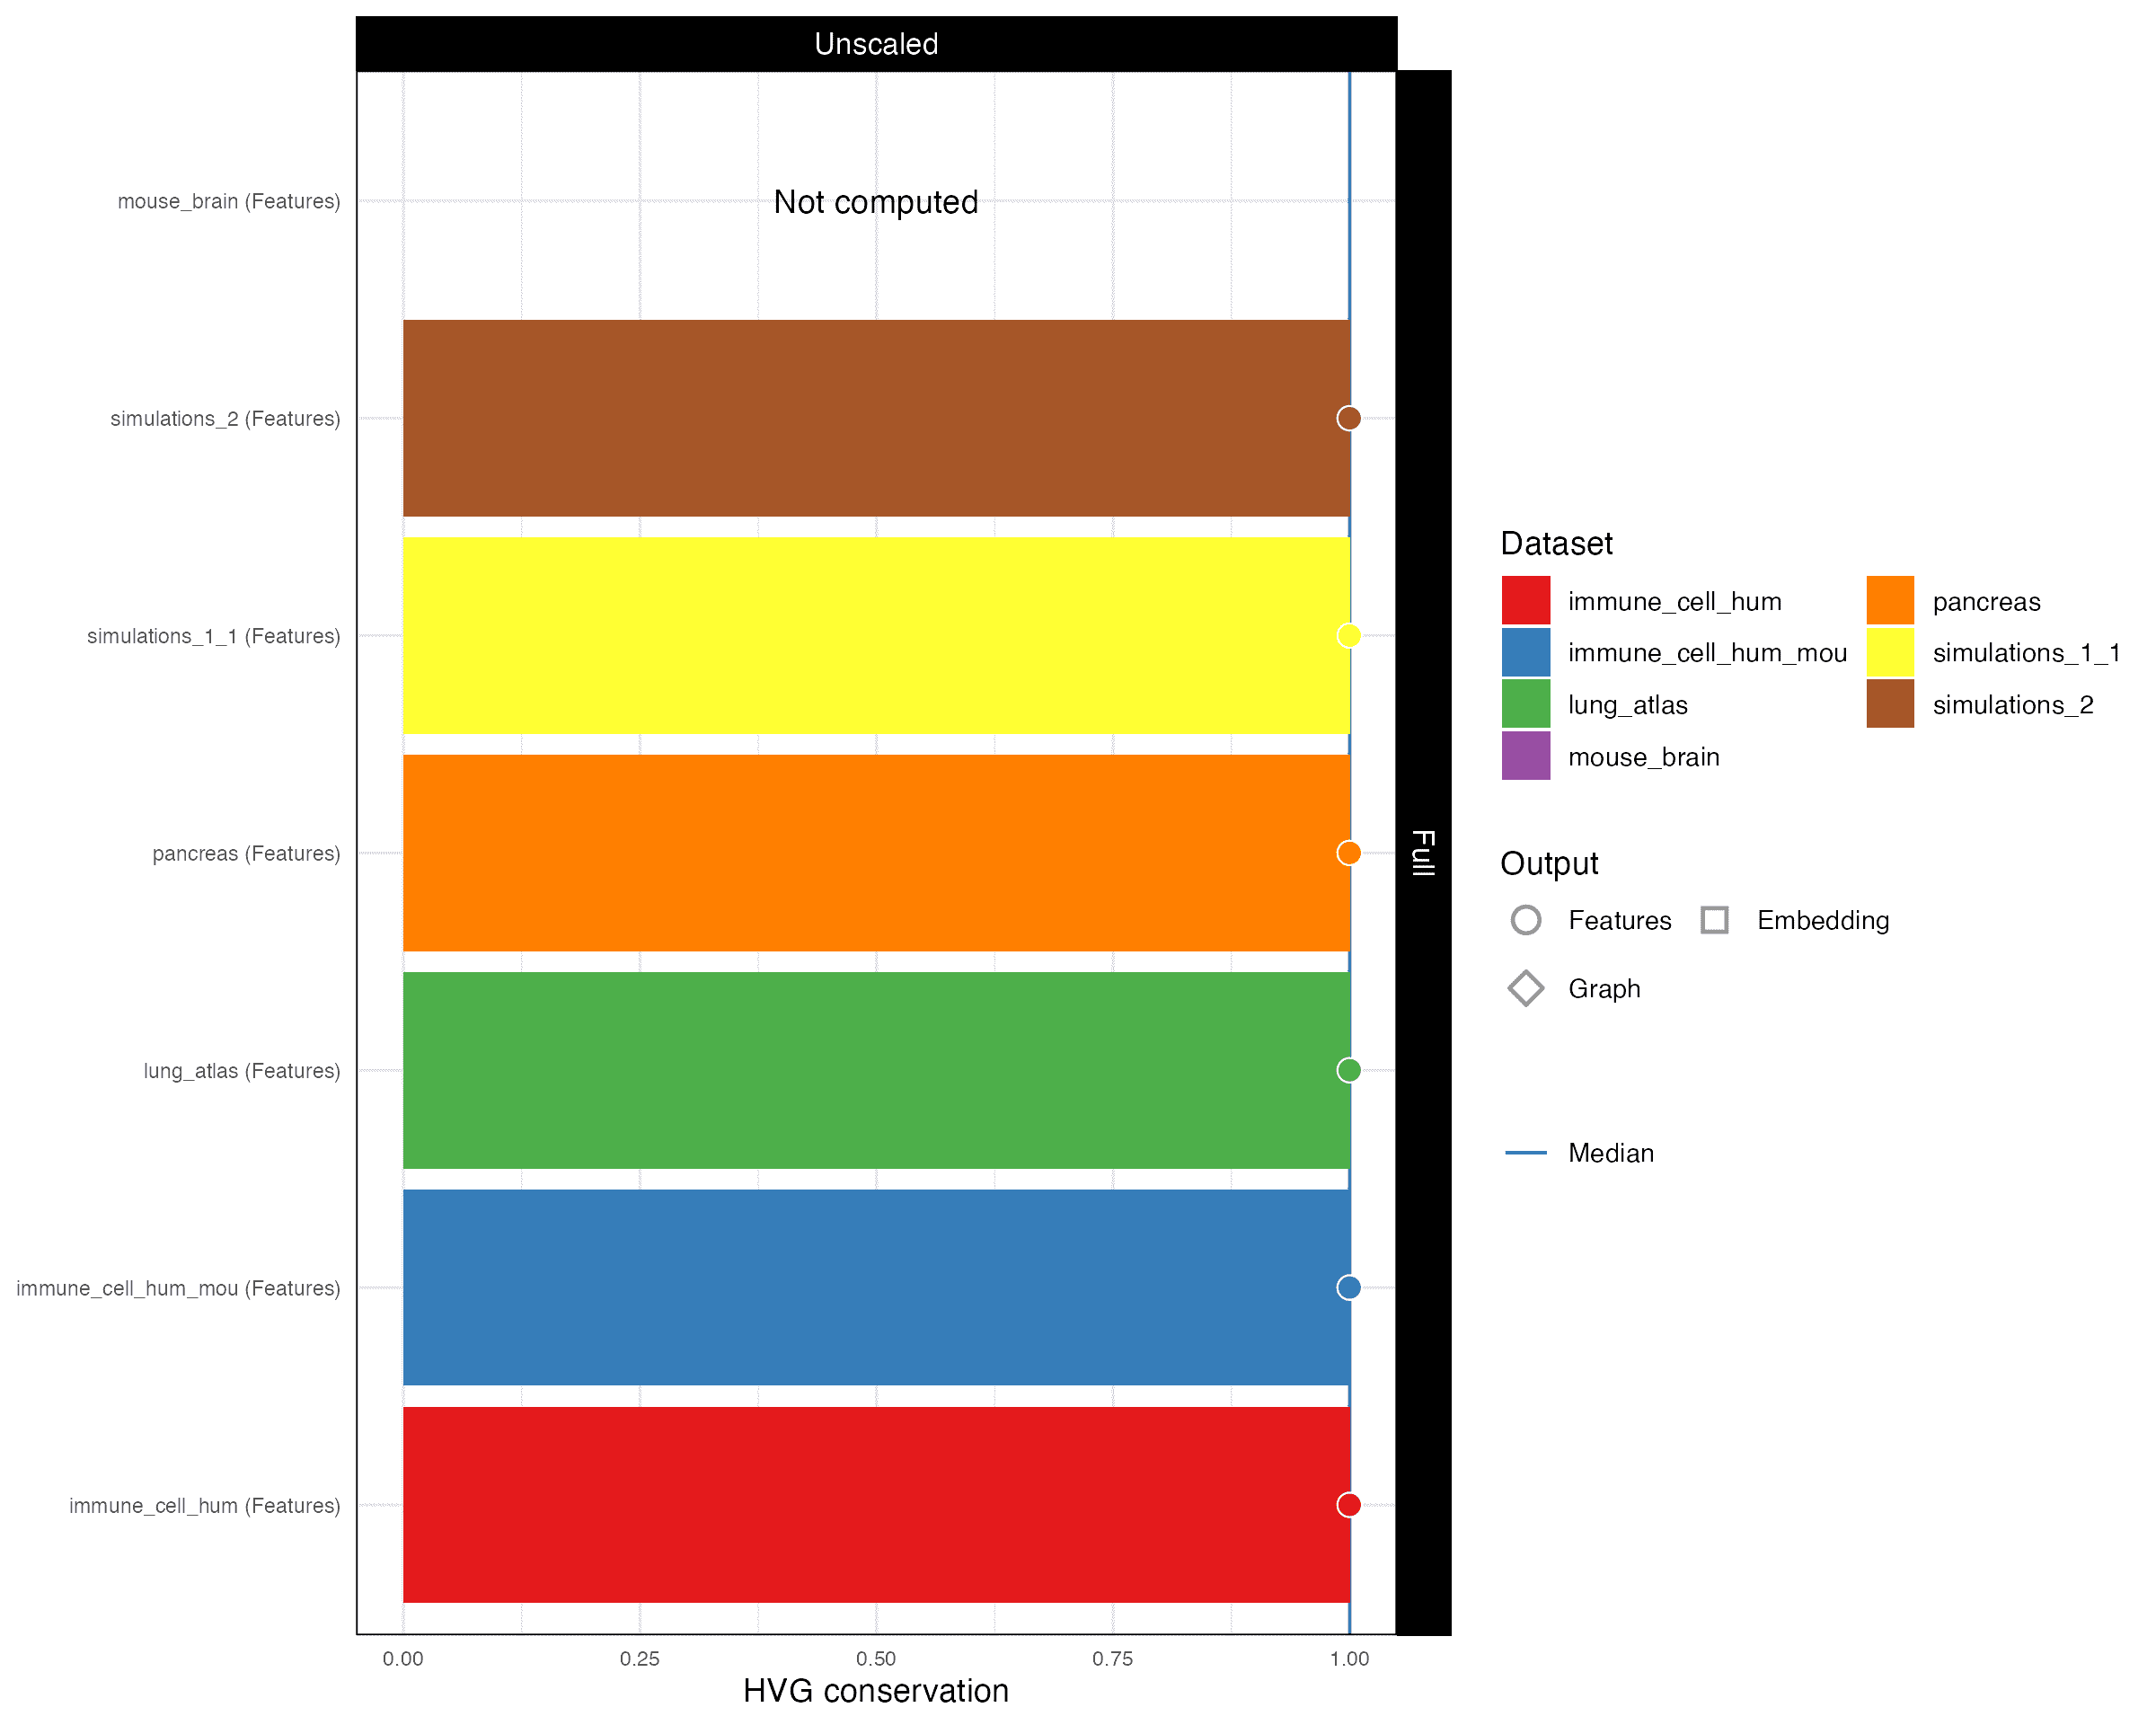 Unscaled
mouse_brain (Features)
Not computed
simulations_2 (Features)
simulations_1_1 (Features)
pancreas (Features)
lung_atlas (Features)
immune_cell_hum_mou (Features)
immune_cell_hum (Features)
Full
0.00 0.25 0.50 0.75 1.00
HVG conservation
Dataset
immune_cell_hum pancreas
immune_cell_hum_mou simulations_1_1
lung_atlas simulations_2
mouse_brain
Output
Features Embedding
Graph
Median